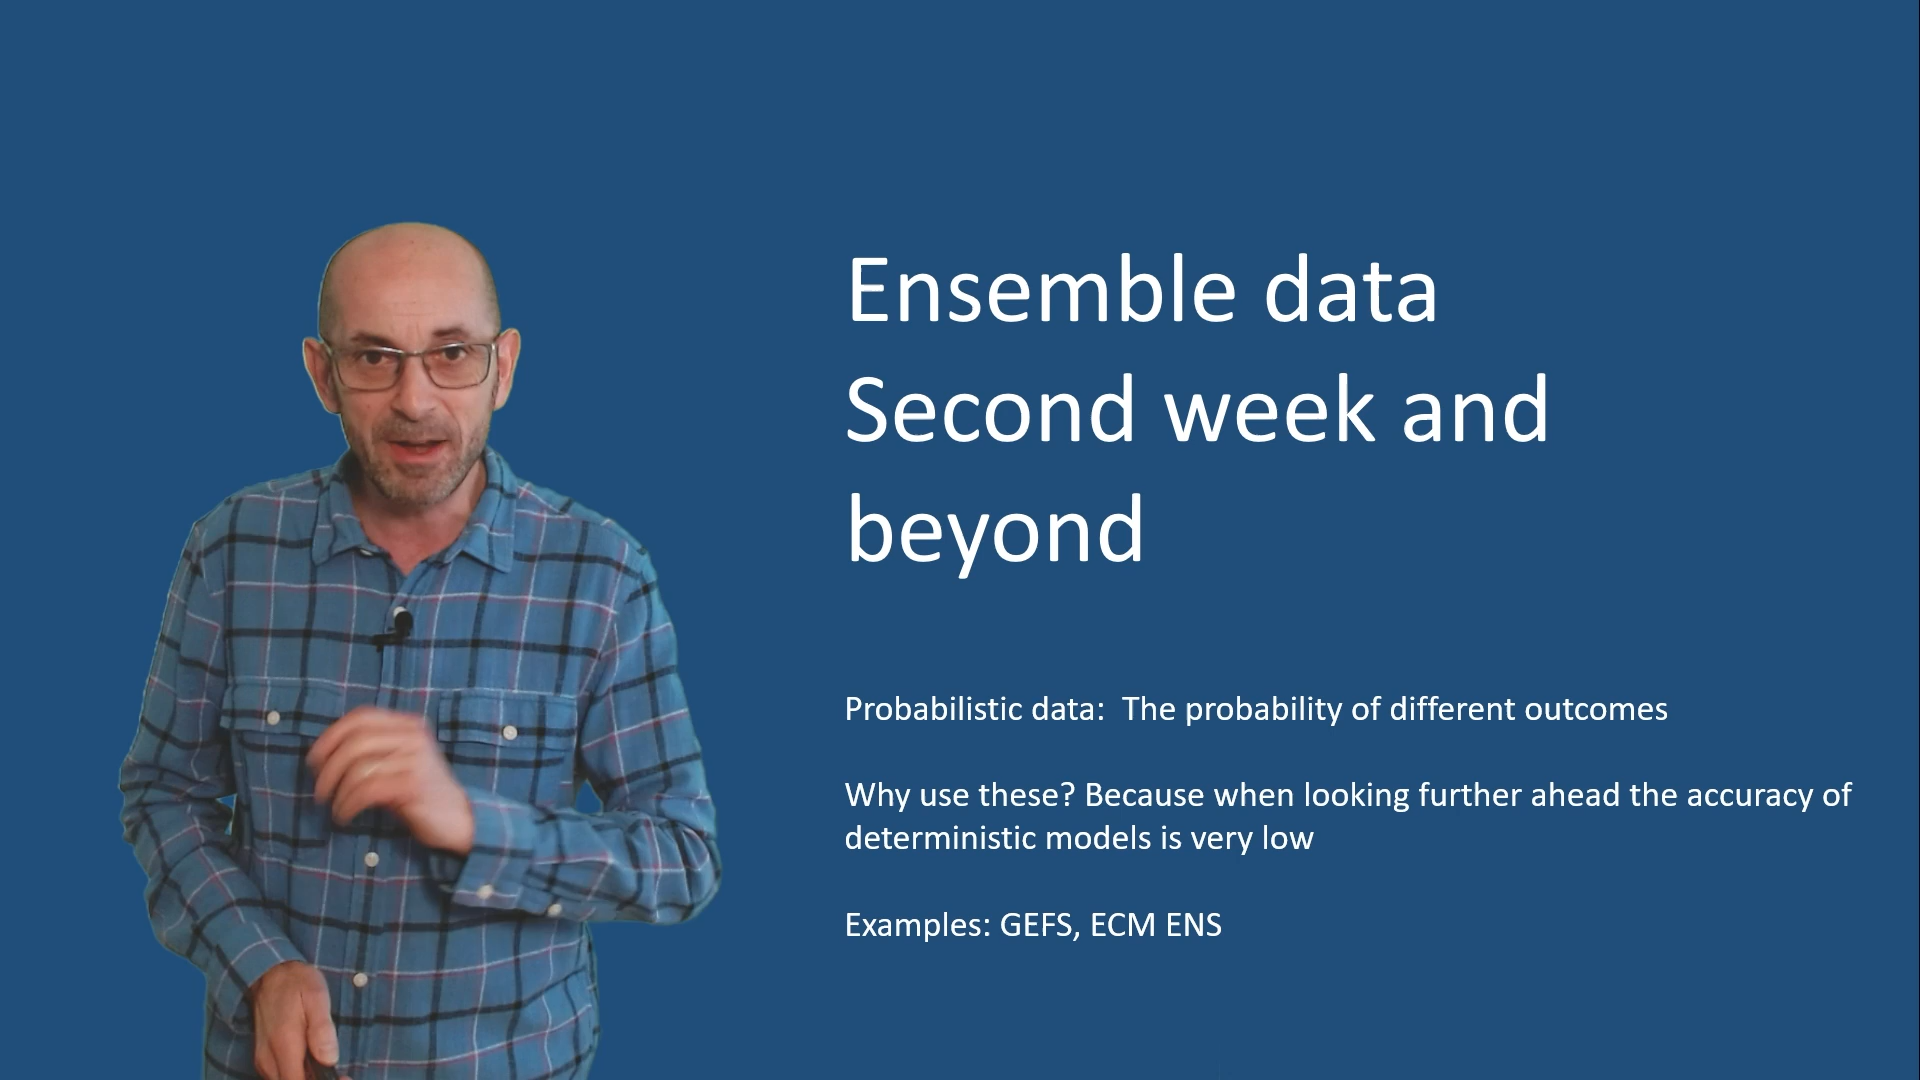 Ensemble data
Second week and
beyond
Probabilistic data:  The probability of different outcomes
Why use these? Because when looking further ahead the accuracy of
deterministic models is very low
Examples: GEFS, ECM ENS